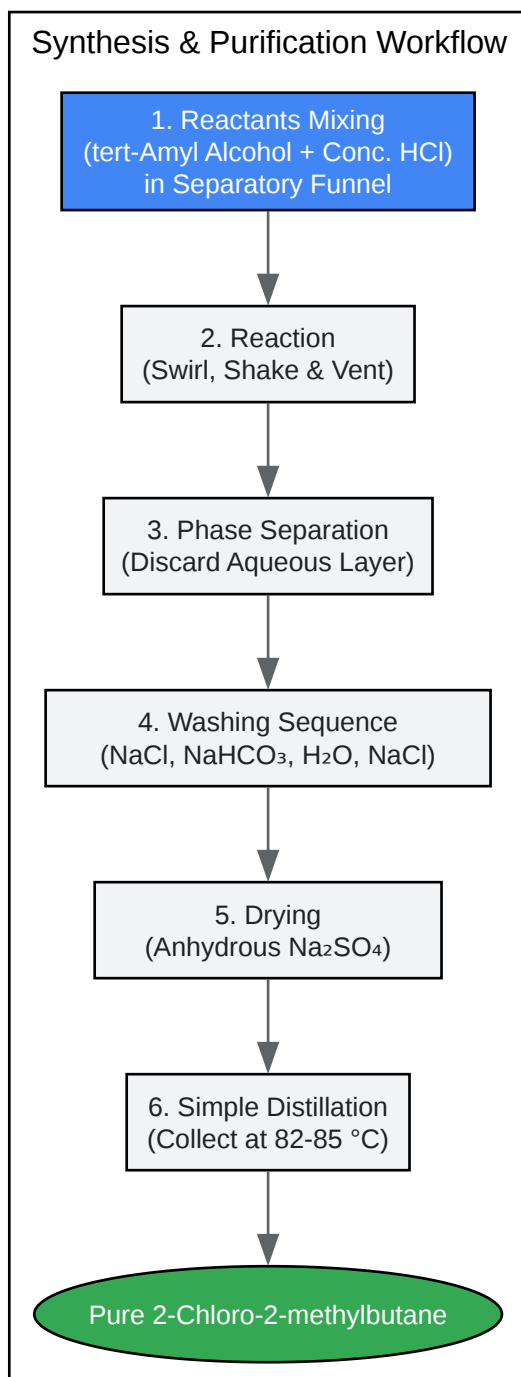 Synthesis & Purification Workflow
1. Reactants Mixing
(tert-Amyl Alcohol + Conc. HCl)
in Separatory Funnel
2. Reaction
(Swirl, Shake & Vent)
3. Phase Separation
(Discard Aqueous Layer)
4. Washing Sequence
(NaCl, NaHCO₃, H₂O, NaCl)
5. Drying
(Anhydrous Na₂SO₄)
6. Simple Distillation
(Collect at 82-85 °C)
Pure 2-Chloro-2-methylbutane